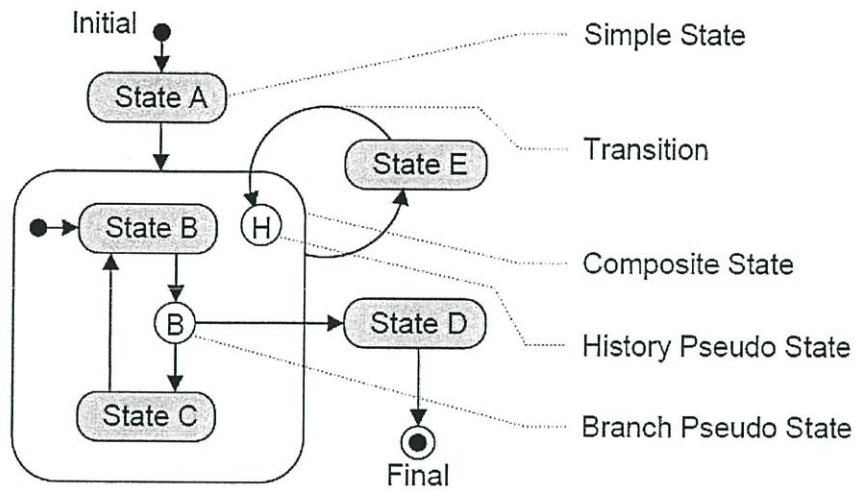 Initial
Simple State
State A
Transition
State E
State B
H
Composite State
State D
B
History Pseudo State
State C
Branch Pseudo State
Final